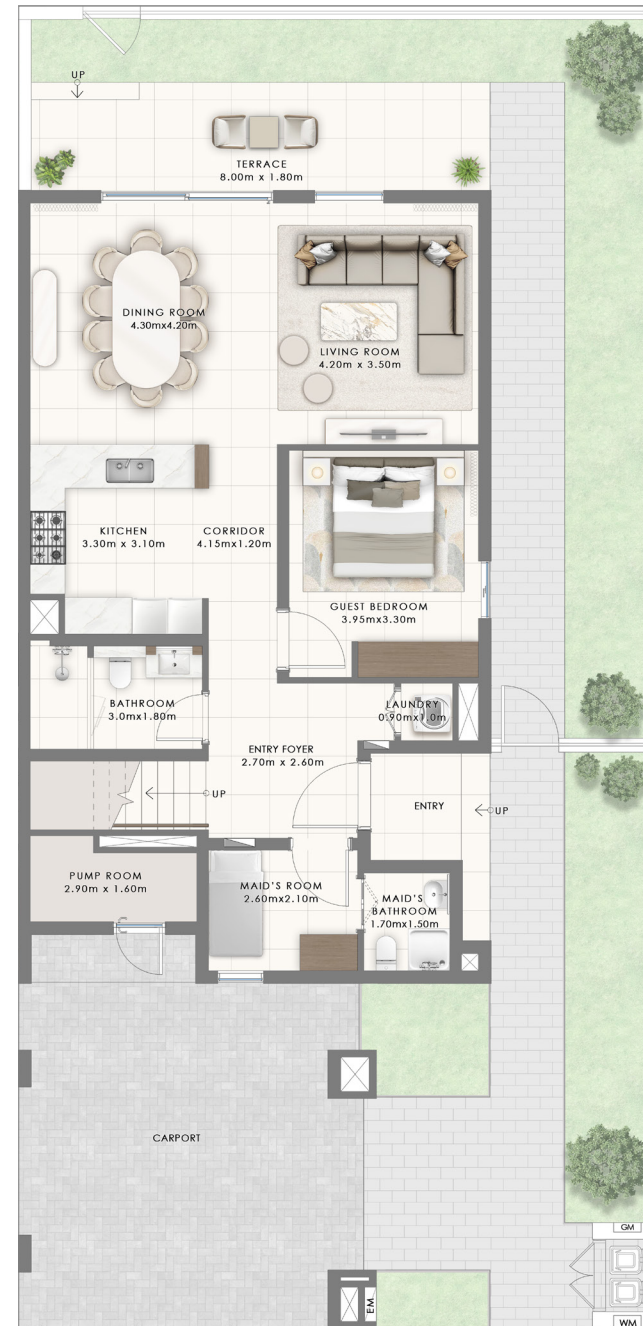 UP
TERRACE
8.00m x 1.80m
DINING ROOM
4.30mx4.20m
LIVING ROOM
4.20m x 3.50m
KITCHEN
3.30m x 3.10m
CORRIDOR
4.15mx1.20m
GUEST BEDROOM
3.95mx3.30m
BATHROOM
3.0mx1.80m
LAUNDRY
0.90mx1.0m
ENTRY FOYER
2.70m x 2.60m
UP
ENTRY
UP
PUMP ROOM
2.90m x 1.60m
MAID'S ROOM
2.60mx2.10m
MAID'S
BATHROOM
1.70mx1.50m
CARPORT
GM
EM
WM